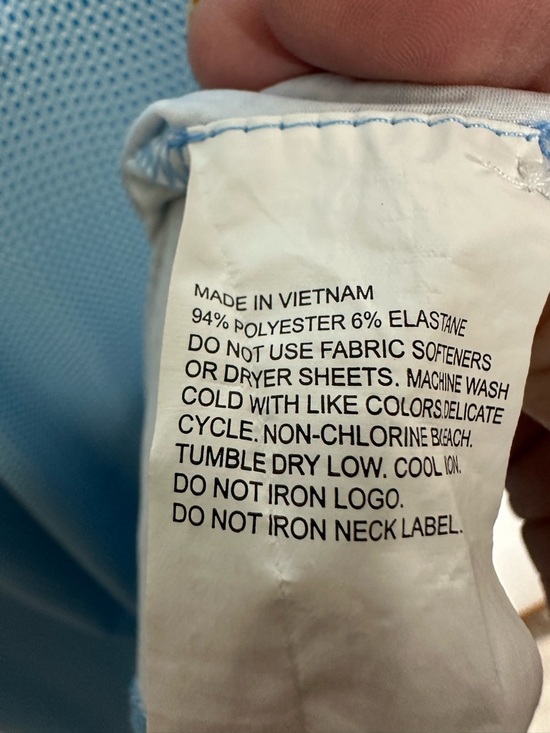 MADE IN VIETNAM
94% POLYESTER 6% ELASTANE
DO NOT USE FABRIC SOFTENERS
OR DRYER SHEETS. MACHINE WASH
COLD WITH LIKE COLORS.DELICATE
CYCLE. NON-CHLORINE BLEACH.
TUMBLE DRY LOW. COOL
DO NOT IRON LOGO.
DO NOT IRON NECK LABEL.